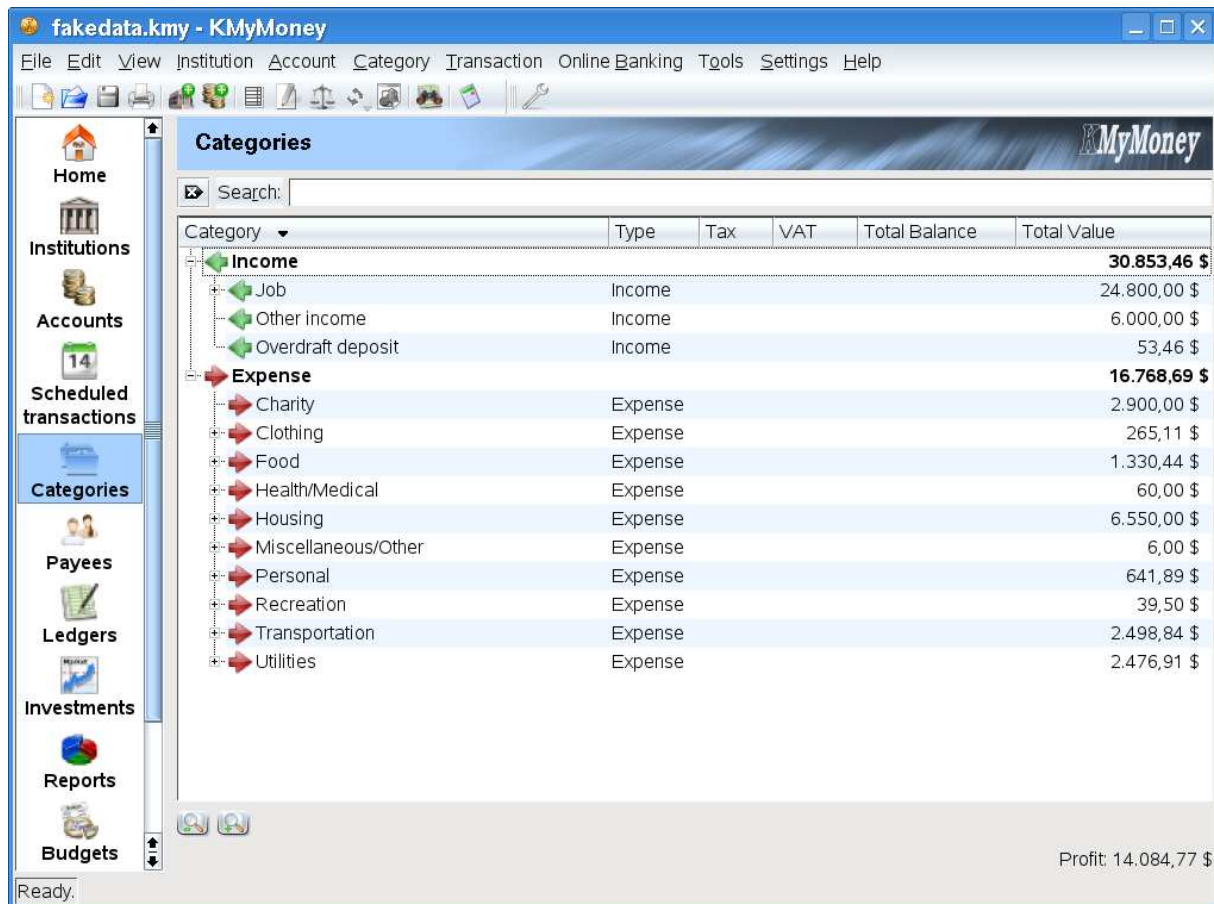 fakedata.kmy - KMyMoney
File Edit View Institution Account Category Transaction Online Banking Tools Settings Help
Home
Institutions
Accounts
14
Scheduled
transactions
Categories
Payees
Ledgers
Investments
Reports
Budgets
Categories
KMyMoney
Search:
Category Type Tax VAT Total Balance Total Value
Income 30.853,46 $
Job Income 24.800,00 $
Other income Income 6.000,00 $
Overdraft deposit Income 53,46 $
Expense 16.768,69 $
Charity Expense 2.900,00 $
Clothing Expense 265,11 $
Food Expense 1.330,44 $
Health/Medical Expense 60,00 $
Housing Expense 6.550,00 $
Miscellaneous/Other Expense 6,00 $
Personal Expense 641,89 $
Recreation Expense 39,50 $
Transportation Expense 2.498,84 $
Utilities Expense 2.476,91 $
Profit: 14.084,77 $
Ready.